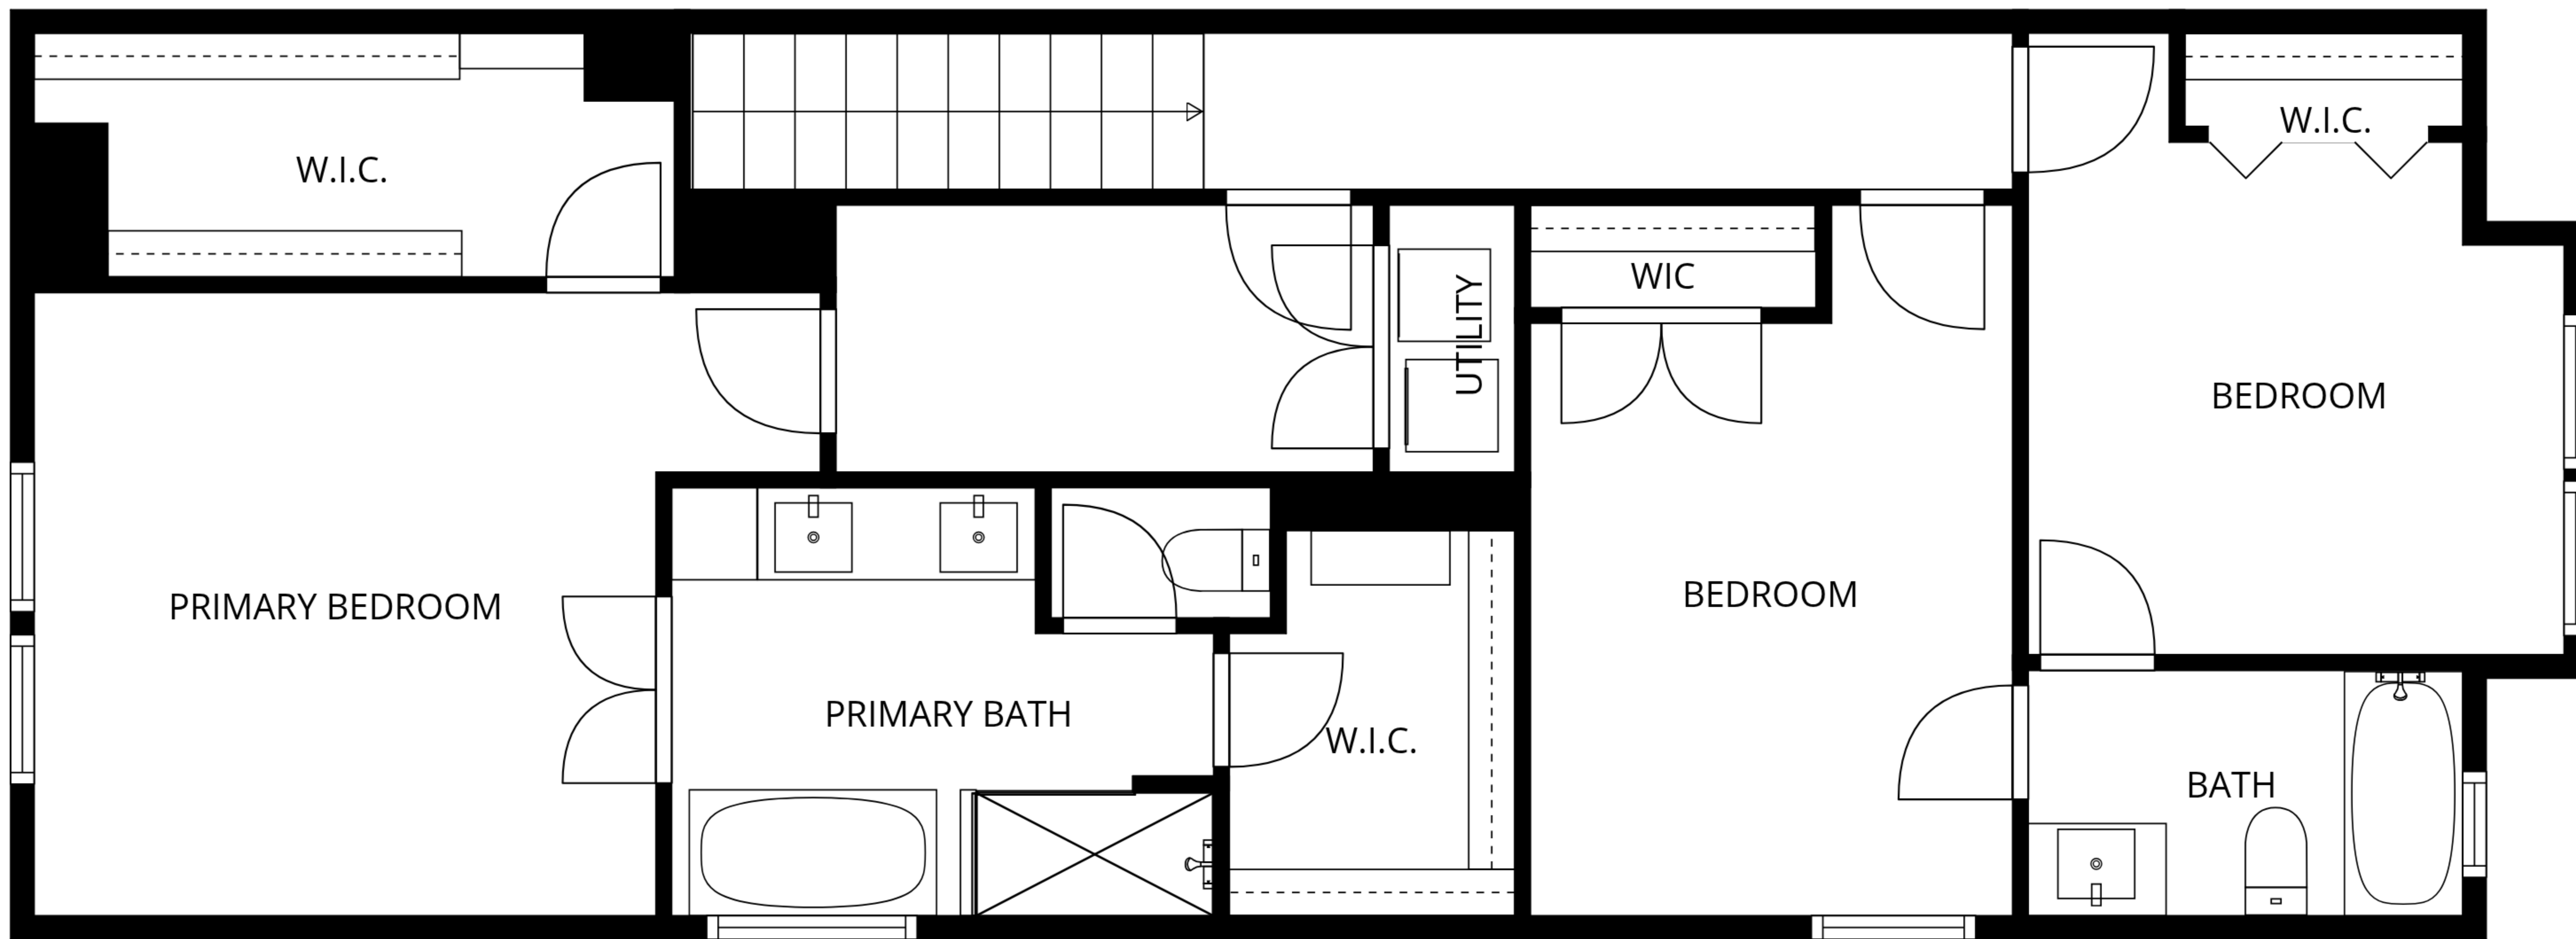 W.I.C.
W.I.C.
WIC
UTILITY
BEDROOM
PRIMARY BEDROOM
BEDROOM
PRIMARY BATH
W.I.C.
BATH